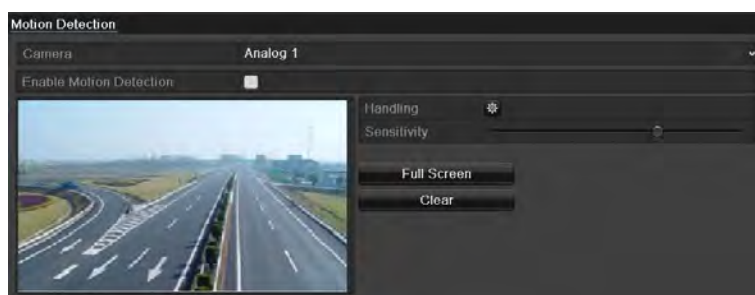 Motion Detection
Camera Analog 1
Enable Motion Detection
Handling
Sensitivity
Full Screen
Clear